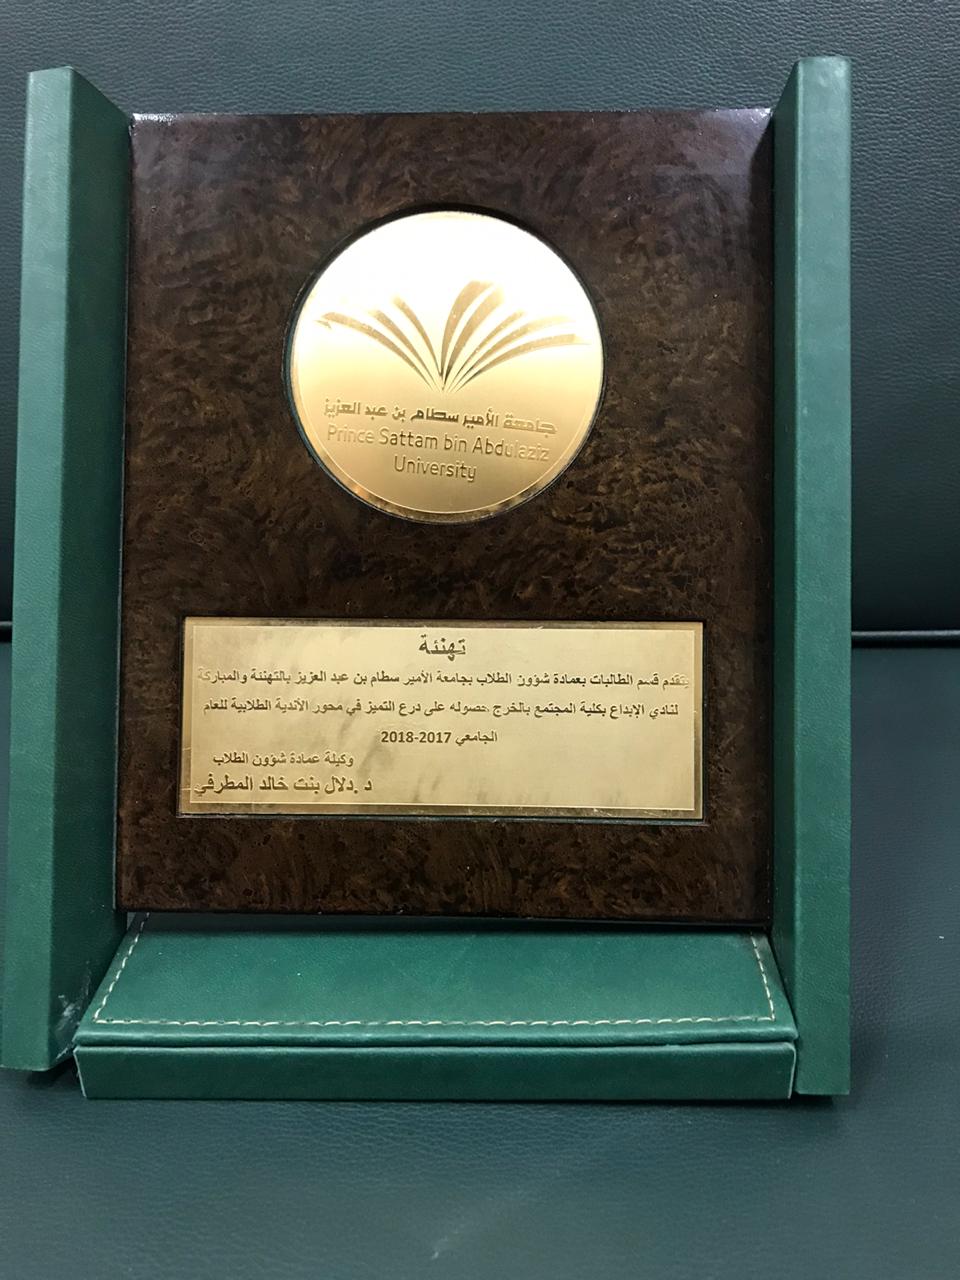 جامعة الأمير سطام بن عبد العزيز
Prince Sattam bin Abdulaziz
University
تهنئة
يتقدم قسم الطالبات بعمادة شؤون الطلاب بجامعة الأمير سطام بن عبد العزيز بالتهنئة والمباركة
لنادي الإبداع بكلية المجتمع بالخرج حصوله على درع التميز في محور الأندية الطلابية للعام
الجامعي 2017-2018
وكيلة عمادة شؤون الطلاب
د .دلال بنت خالد المطرفي